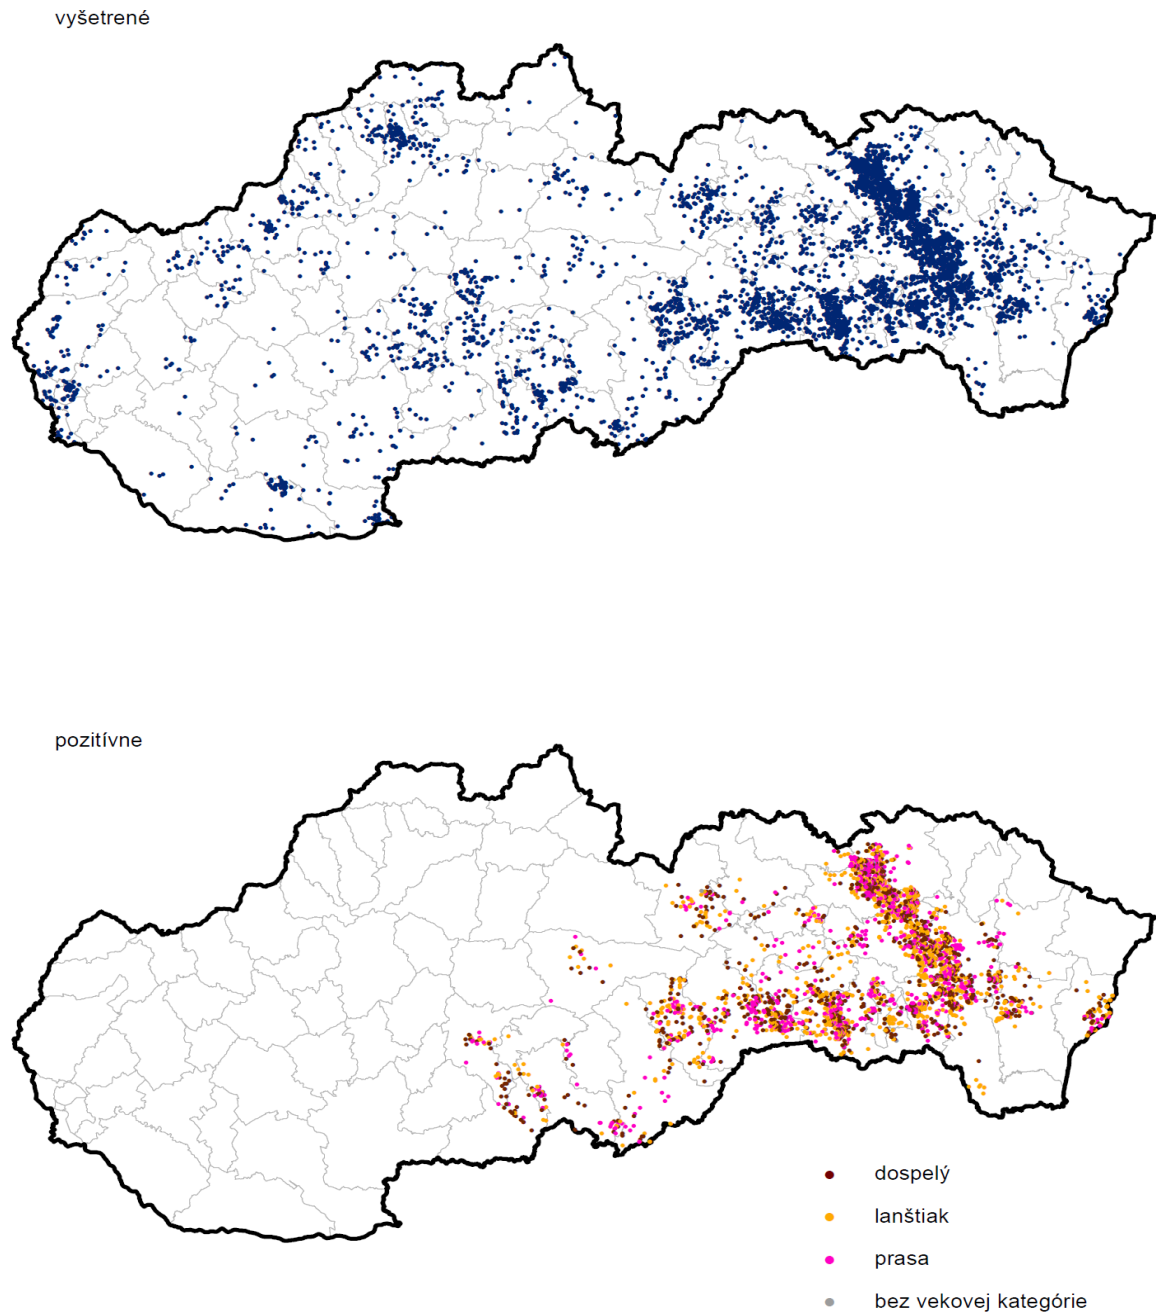 vyšetrené
pozitívne
dospelý
lanštiak
prasa
bez vekovej kategórie